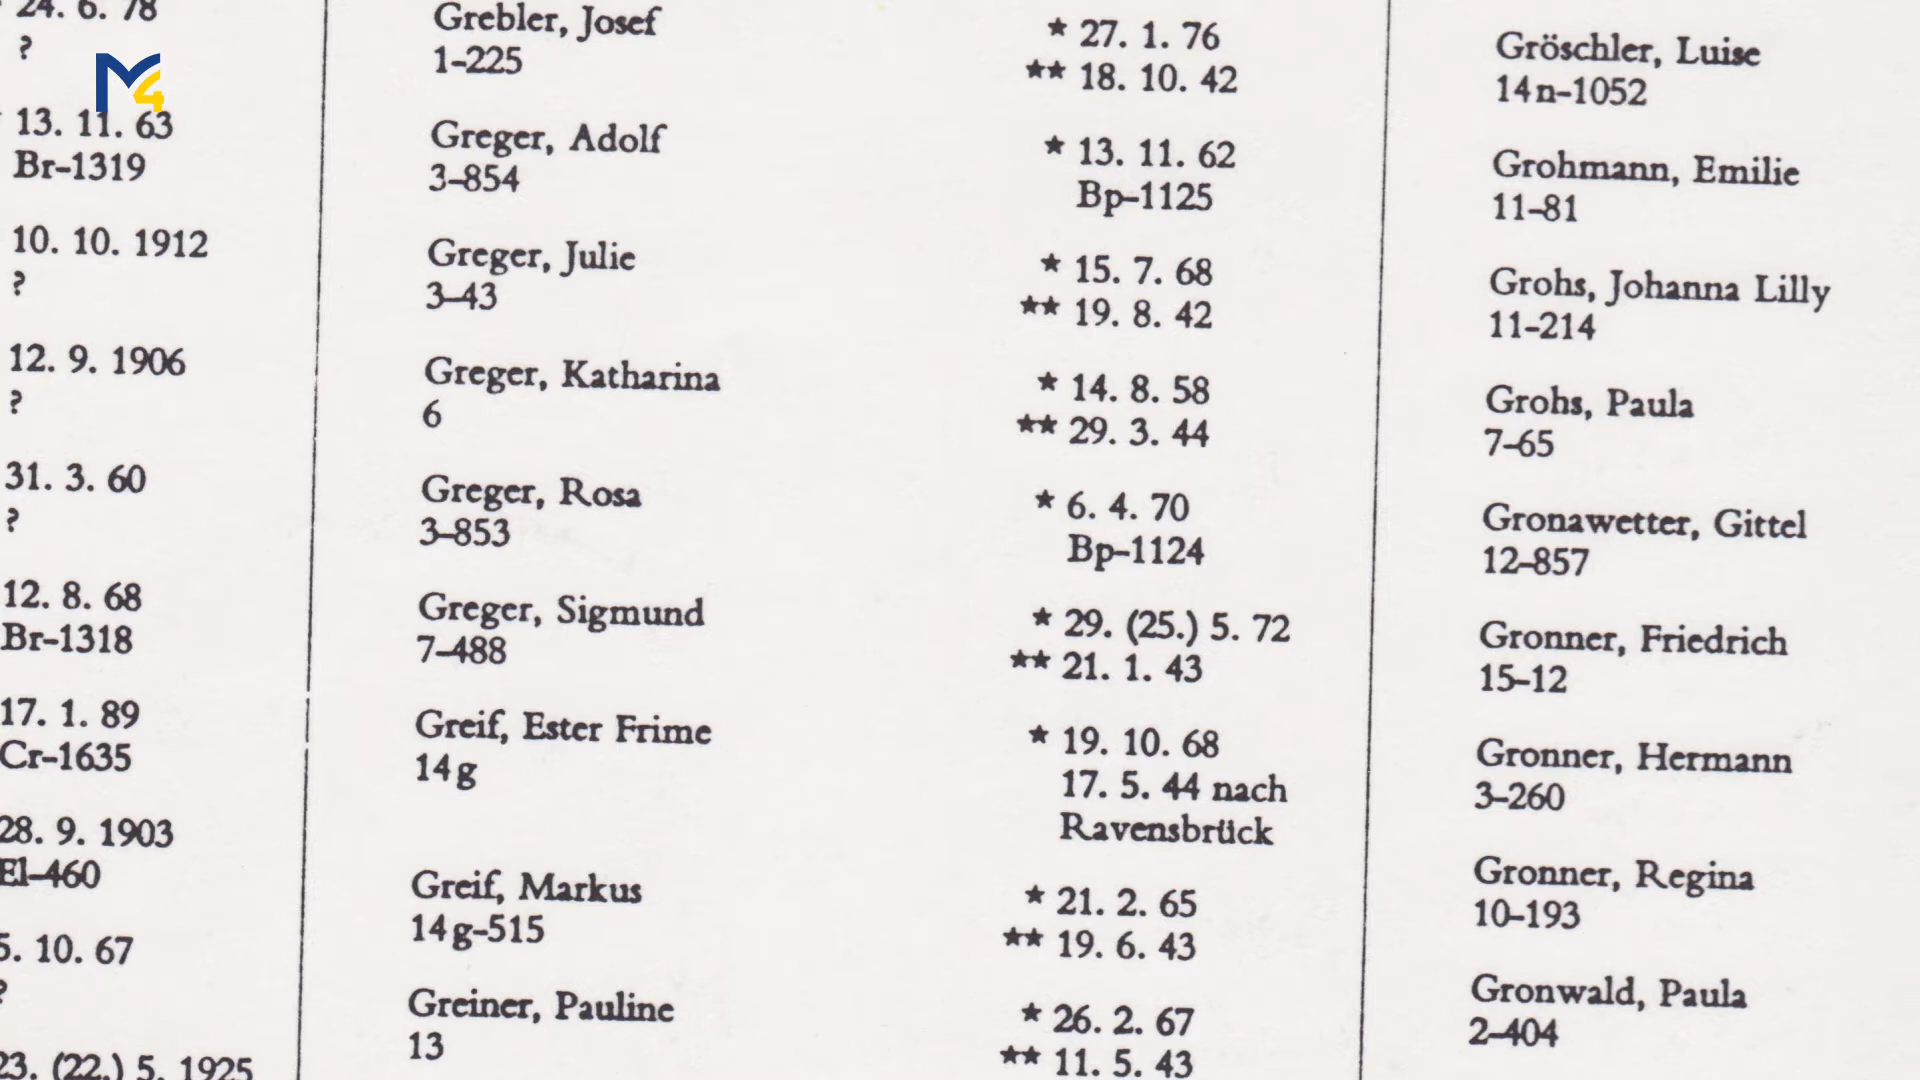 24. 6. 78
?
M4
13. 11. 63
Br-1319
10. 10. 1912
?
12. 9. 1906
?
31. 3. 60
?
12. 8. 68
Br-1318
17. 1. 89
Cr-1635
28. 9. 1903
El-460
5. 10. 67
?
23. (22.) 5. 1925
Grebler, Josef
1-225
★ 27. 1. 76
★★ 18. 10. 42
Greger, Adolf
3-854
★ 13. 11. 62
Bp-1125
Greger, Julie
3-43
★ 15. 7. 68
★★ 19. 8. 42
Greger, Katharina
6
★ 14. 8. 58
★★ 29. 3. 44
Greger, Rosa
3-853
★ 6. 4. 70
Bp-1124
Greger, Sigmund
7-488
★ 29. (25.) 5. 72
★★ 21. 1. 43
Greif, Ester Frime
14g
★ 19. 10. 68
17. 5. 44 nach
Ravensbrück
Greif, Markus
14g-515
★ 21. 2. 65
★★ 19. 6. 43
Greiner, Pauline
13
★ 26. 2. 67
★★ 11. 5. 43
Gröschler, Luise
14n-1052
Grohmann, Emilie
11-81
Grohs, Johanna Lilly
11-214
Grohs, Paula
7-65
Gronawetter, Gittel
12-857
Gronner, Friedrich
15-12
Gronner, Hermann
3-260
Gronner, Regina
10-193
Gronwald, Paula
2-404